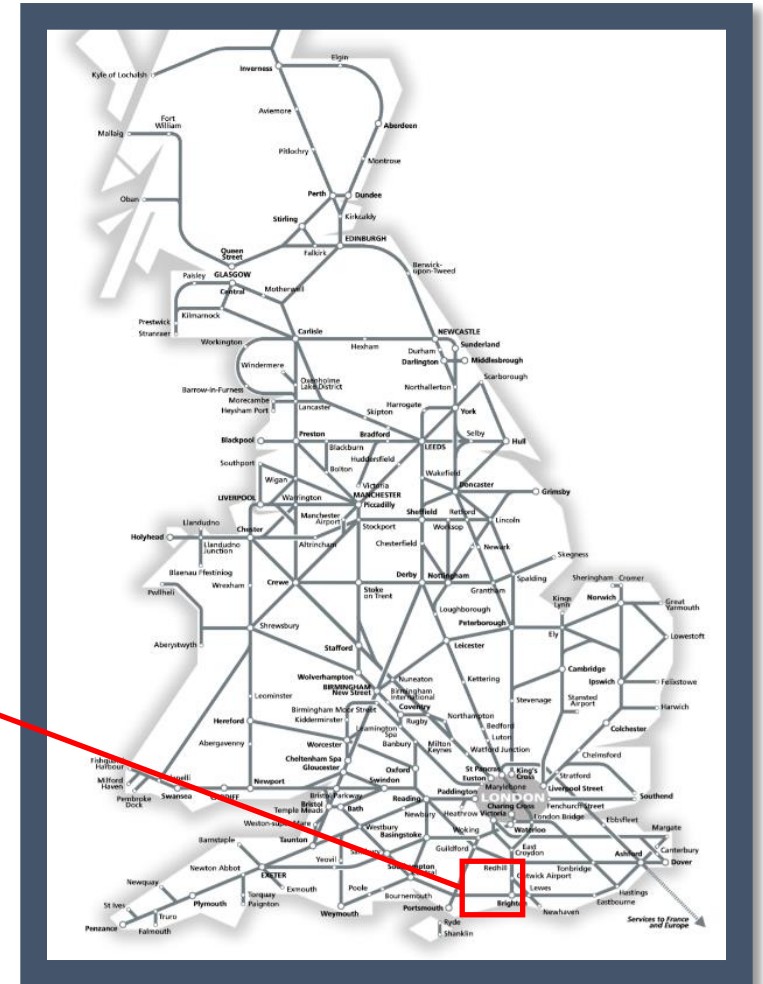 Elgin
Inverness
Kyle of Lochalsh
Aviemore
Fort
William
Mallaig
Aberdeen
Pitlochry
Montrose
Oban
Perth
Dundee
Stirling
Kirkcaldy
EDINBURGH
Queen
Street
Falkirk
Berwick-
upon-Tweed
Paisley
GLASGOW
Central
Motherwell
Prestwick
Kilmarnock
Stranraer
Carlisle
NEWCASTLE
Workington
Hexham
Sunderland
Durham
Darlington
Middlesbrough
Windermere
Scarborough
Oxenholme
Lake District
Barrow-in-Furness
Northallerton
Morecambe
Heysham Port
Lancaster
Harrogate
York
Skipton
Blackpool
Preston
Bradford
Selby
Hull
Blackburn
LEEDS
Southport
Huddersfield
Bolton
Wakefield
Wigan
Victoria
Doncaster
LIVERPOOL
Warrington
MANCHESTER
Piccadilly
Grimsby
Manchester
Airport
Sheffield
Retford
Llandudno
Chester
Stockport
Worksop
Lincoln
Holyhead
Llandudno
Junction
Altrincham
Chesterfield
Newark
Skegness
Blaenau Ffestiniog
Pwllheli
Wrexham
Crewe
Stoke
on Trent
Derby
Nottingham
Grantham
Spalding
Sheringham
Cromer
Kings
Lynn
Norwich
Great
Yarmouth
Loughborough
Peterborough
Shrewsbury
Ely
Lowestoft
Aberystwyth
Stafford
Leicester
Wolverhampton
BIRMINGHAM
New Street
Nuneaton
Kettering
Cambridge
Ipswich
Felixstowe
Leominster
Birmingham
International
Birmingham Moor Street
Coventry
Stevenage
Stansted
Airport
Harwich
Hereford
Kidderminster
Rugby
Northampton
Colchester
Leamington
Spa
Bedford
Abergavenny
Worcester
Banbury
Milton
Keynes
Luton
Watford Junction
Chelmsford
Cheltenham Spa
Gloucester
Oxford
St Pancras
Euston
King's
Cross
Stratford
Milford
Haven
Newport
Swindon
Marylebone
Liverpool Street
Pembroke
Dock
Swansea
Bristol Parkway
Reading
Paddington
LONDON
Southend
Bristol
Temple Meads
Bath
Charing Cross
Fenchurch Street
Newbury
Heathrow
Victoria
London Bridge
Ebbsfleet
Westbury
Basingstoke
Woking
Waterloo
Margate
Barnstaple
Taunton
Guildford
East
Croydon
Canterbury
Yeovil
Redhill
Tonbridge
Ashford
Dover
Newton Abbot
EXETER
Gatwick Airport
Newquay
Exmouth
Poole
Lewes
Hastings
Torquay
Paignton
Bournemouth
Brighton
Eastbourne
St Ives
Plymouth
Weymouth
Portsmouth
Newhaven
Truro
Ryde
Services to France
and Europe
Penzance
Falmouth
Shanklin